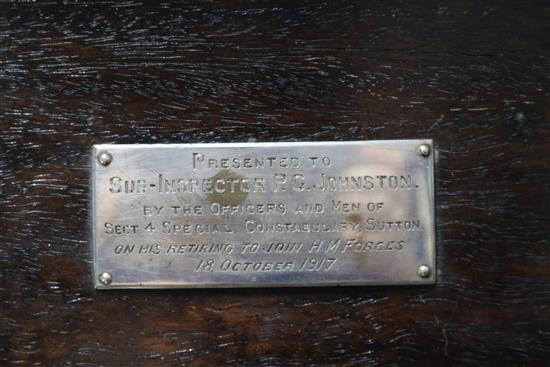 PRESENTED TO
SUB-INSPECTOR P.G. JOHNSTON.
BY THE OFFICERS AND MEN OF
SECT 4 SPECIAL CONSTABULARY, SUTTON.
ON HIS RETIRING TO JOIN H.M. FORCES
18 OCTOBER 1917.